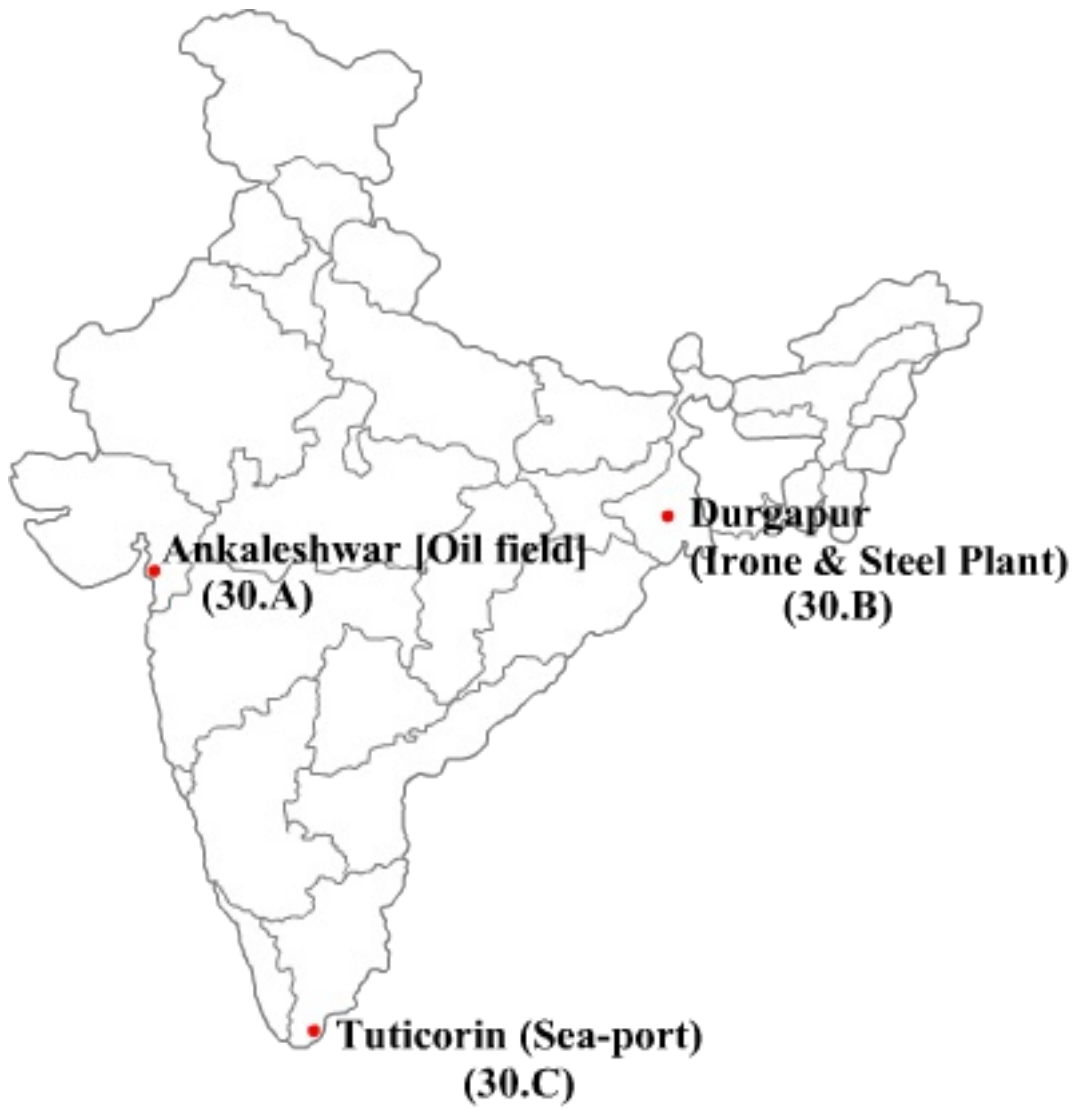 Ankaleshwar [Oil field]
(30.A)
Durgapur
(Irone & Steel Plant)
(30.B)
Tuticorin (Sea-port)
(30.C)